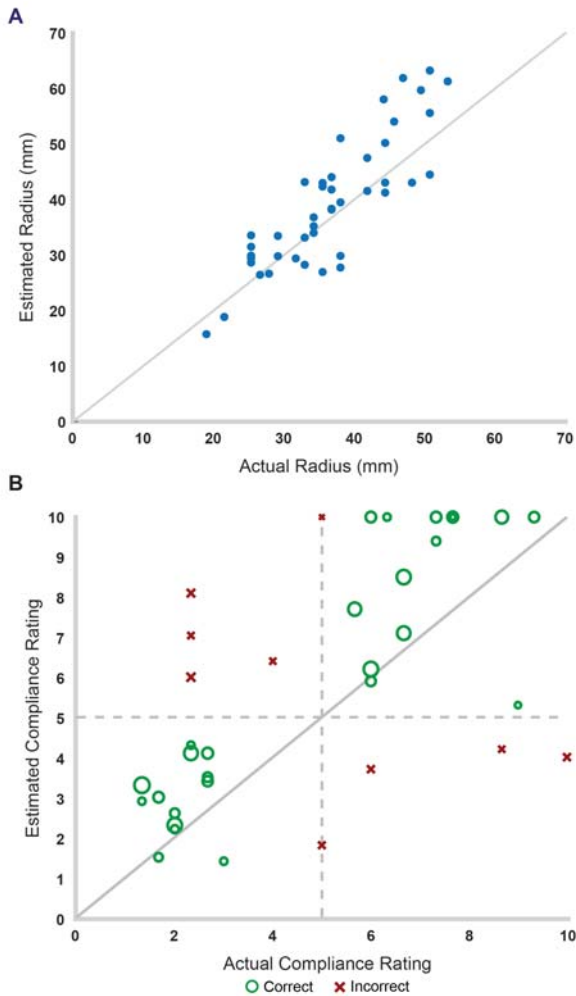 A
70
60
50
40
30
20
10
0
Estimated Radius (mm)
0 10 20 30 40 50 60 70
Actual Radius (mm)
B
10
9
8
7
6
5
4
3
2
1
0
Estimated Compliance Rating
2 4 6 8 10
Actual Compliance Rating
Correct Incorrect